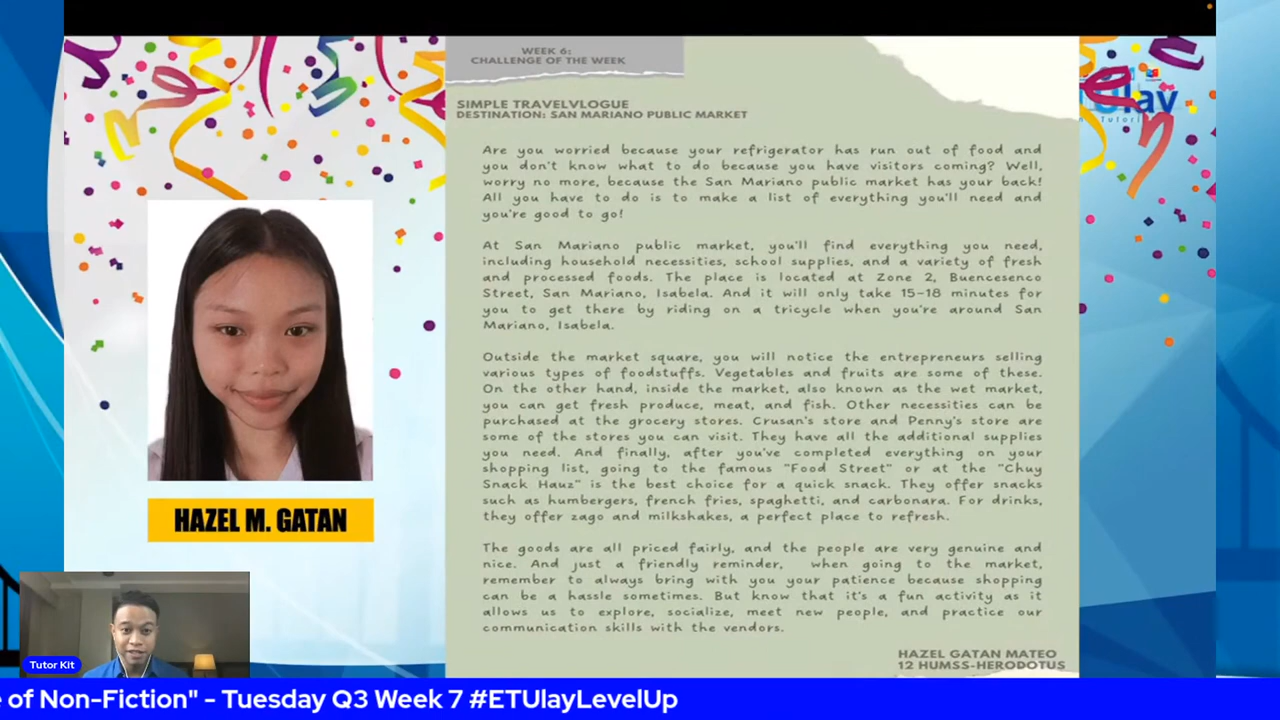 WEEK 6:
CHALLENGE OF THE WEEK
SIMPLE TRAVELVLOGUE
DESTINATION: SAN MARIANO PUBLIC MARKET
Ulay
Are you worried because your refrigerator has run out of food and
you don't know what to do because you have visitors coming? Well,
worry no more, because the San Mariano public market has your back!
All you have to do is to make a list of everything you'll need and
you're good to go!
At San Mariano public market, you'll find everything you need,
including household necessities, school supplies, and a variety of fresh
and processed foods. The place is located at Zone 2, Buencesenco
Street, San Mariano, Isabela. And it will only take 15-18 minutes for
you to get there by riding on a tricycle when you're around San
Mariano, Isabela.
Outside the market square, you will notice the entrepreneurs selling
various types of foodstuffs. Vegetables and fruits are some of these.
On the other hand, inside the market, also known as the wet market,
you can get fresh produce, meat, and fish. Other necessities can be
purchased at the grocery stores. Crusan's store and Penny's store are
some of the stores you can visit. They have all the additional supplies
you need. And finally, after you've completed everything on your
shopping list, going to the famous "Food Street" or at the "Chuy
Snack Hauz" is the best choice for a quick snack. They offer snacks
such as humbergers, french fries, spaghetti, and carbonara. For drinks,
they offer zago and milkshakes, a perfect place to refresh.
The goods are all priced fairly, and the people are very genuine and
nice. And just a friendly reminder, when going to the market,
remember to always bring with you your patience because shopping
can be a hassle sometimes. But know that it's a fun activity as it
allows us to explore, socialize, meet new people, and practice our
communication skills with the vendors.
HAZEL GATAN MATEO
12 HUMSS-HERODOTUS
HAZEL M. GATAN
Tutor Kit
of Non-Fiction" - Tuesday Q3 Week 7 #ETUlayLevelUp